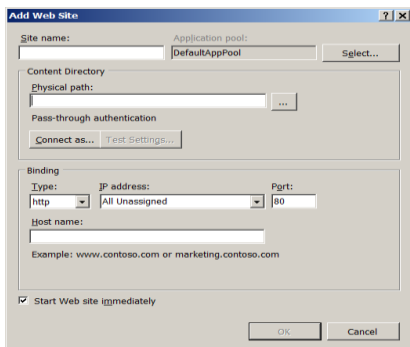 Add Web Site
Site name:
Application pool:
DefaultAppPool
Select...
Content Directory
Physical path:
...
Pass-through authentication
Connect as...
Test Settings...
Binding
Type:
IP address:
Port:
http
All Unassigned
80
Host name:
Example: www.contoso.com or marketing.contoso.com
Start Web site immediately
OK
Cancel